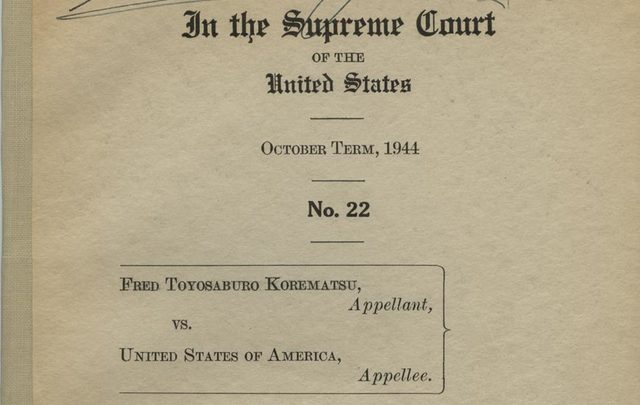 In the Supreme Court
OF THE
United States
OCTOBER TERM, 1944
No. 22
FRED TOYOSABURO KOREMATSU,
Appellant,
vs.
UNITED STATES OF AMERICA,
Appellee.